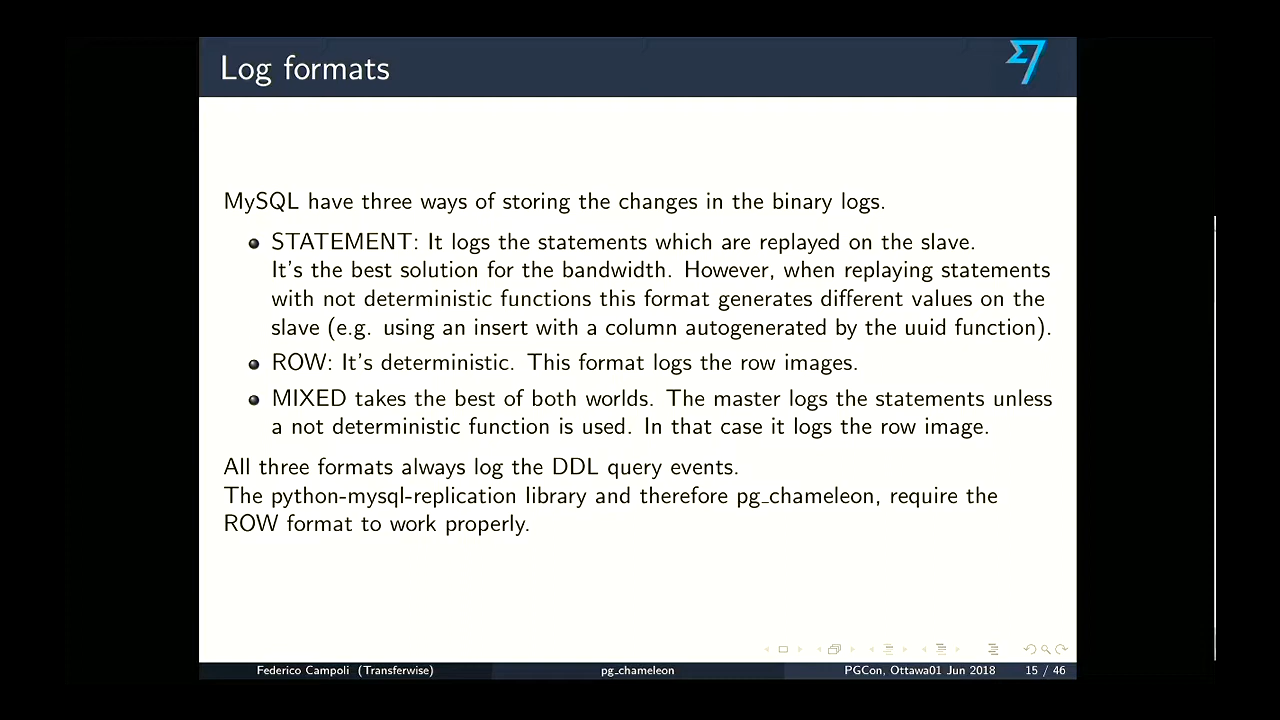 Log formats
MySQL have three ways of storing the changes in the binary logs.
STATEMENT: It logs the statements which are replayed on the slave.
It's the best solution for the bandwidth. However, when replaying statements
with not deterministic functions this format generates different values on the
slave (e.g. using an insert with a column autogenerated by the uuid function).
ROW: It's deterministic. This format logs the row images.
MIXED takes the best of both worlds. The master logs the statements unless
a not deterministic function is used. In that case it logs the row image.
All three formats always log the DDL query events.
The python-mysql-replication library and therefore pg_chameleon, require the
ROW format to work properly.
Federico Campoli (Transferwise) pg_chameleon PGCon, Ottawa01 Jun 2018 15 / 46